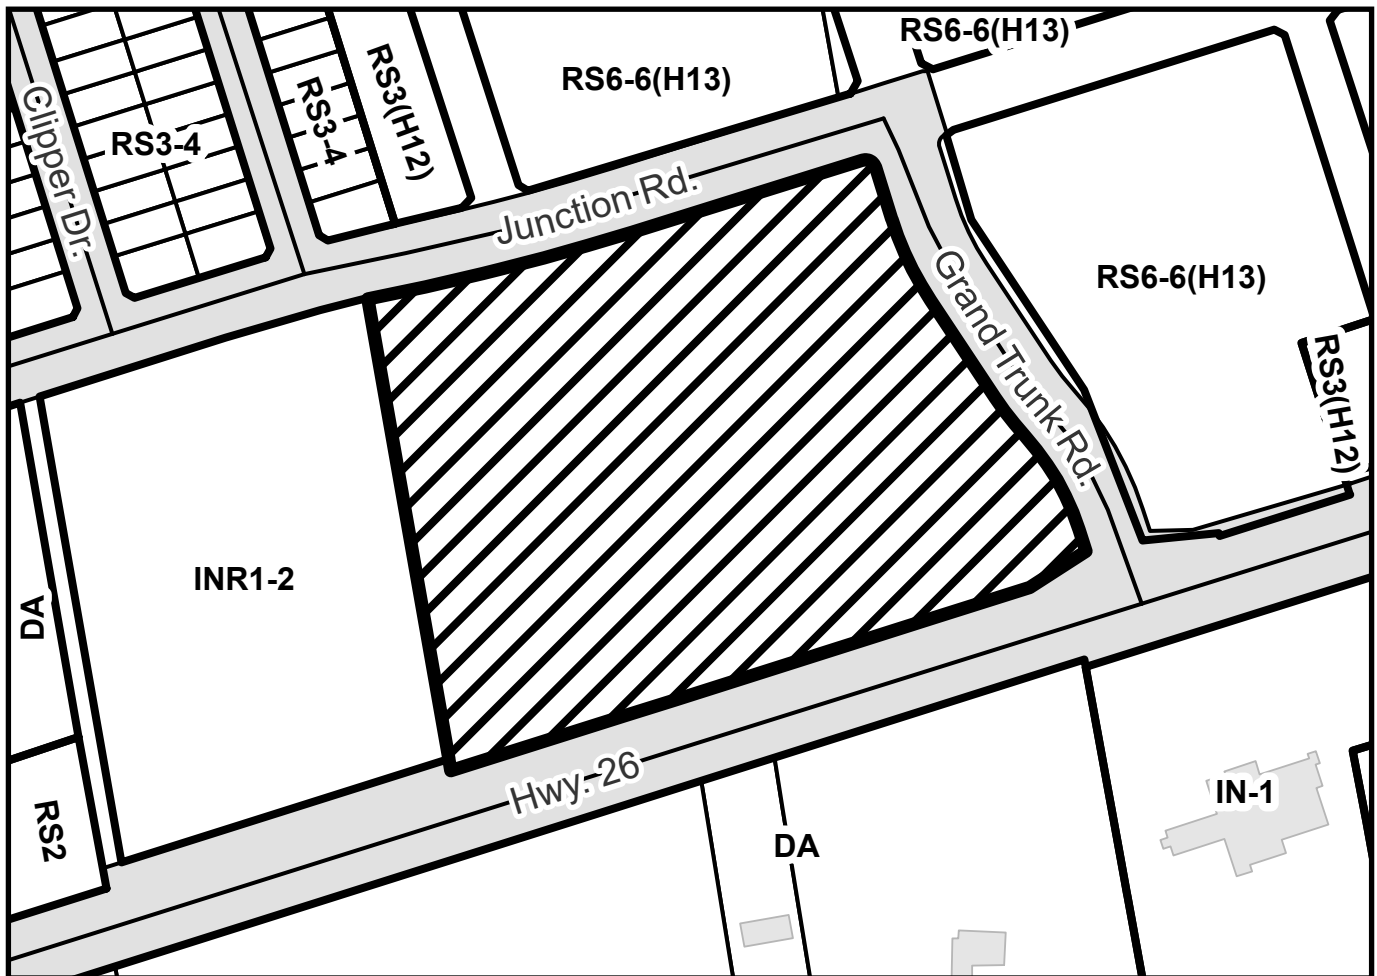 RS6-6(H13)
RS6-6(H13)
RS3(H12)
RS3-4
RS3-4
Clipper Dr.
Junction Rd.
RS6-6(H13)
Grand Trunk Rd.
RS3(H12)
INR1-2
DA
Hwy. 26
IN-1
RS2
DA